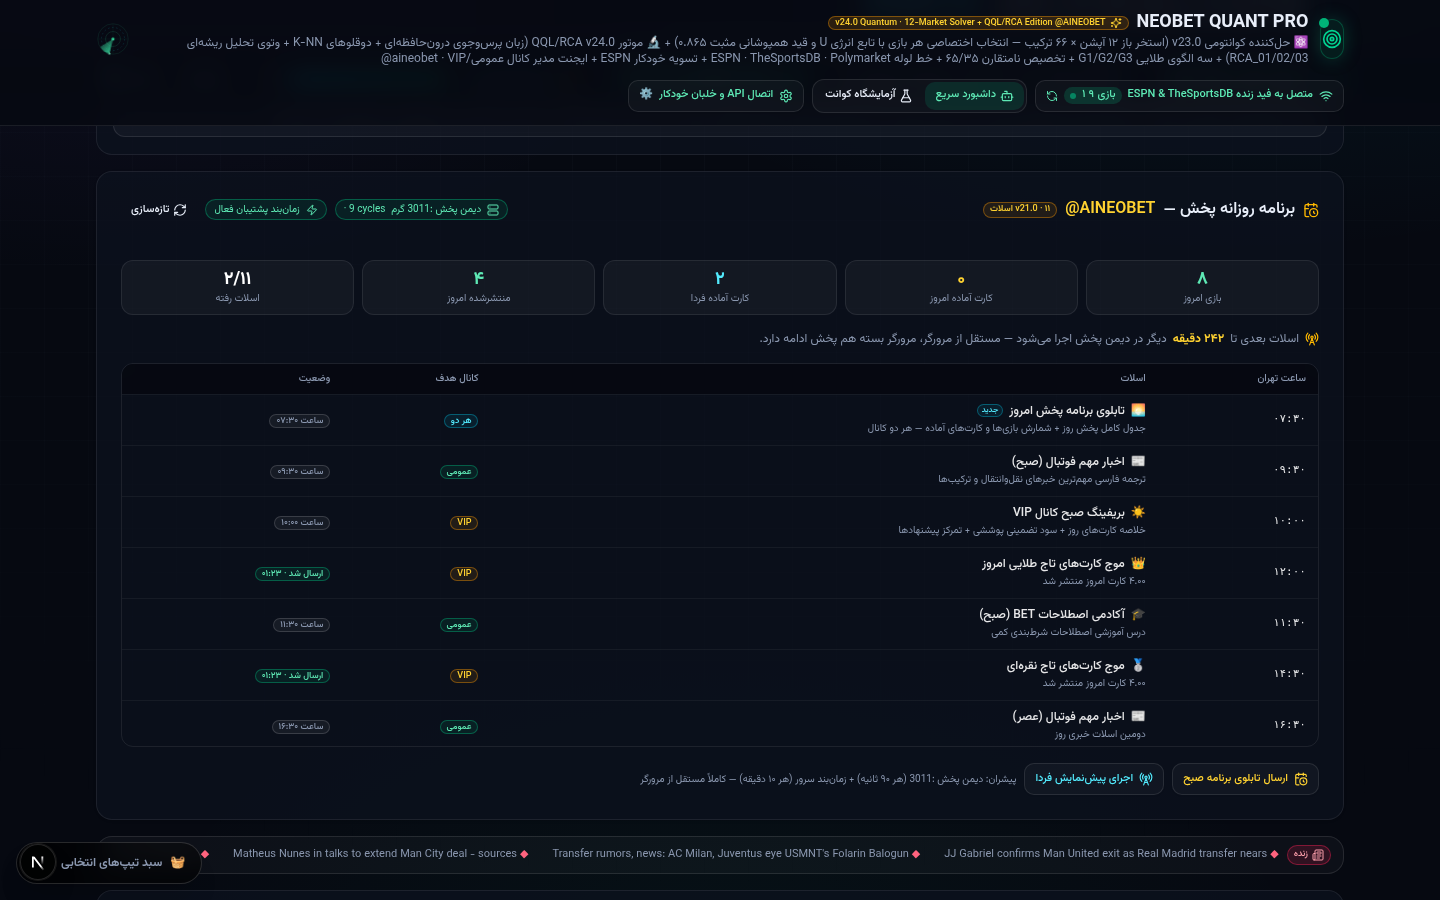 NEOBET QUANT PRO v24.0 Quantum · 12-Market Solver + QQL/RCA Edition @AINEOBET
⚛️ حل‌کننده کوانتومی v23.0 (استخر باز ۱۲ آپشن × ۶۶ ترکیب — انتخاب اختصاصی هر بازی با تابع انرژی U و قید همپوشانی مثبت ۰.۸۶۵) + 🔬 موتور QQL/RCA v24.0 (زبان پرس‌وجوی درون‌حافظه‌ای + دوقلوهای K-NN + وتوی تحلیل ریشه‌ای
RCA_01/02/03) + سه الگوی طلایی G1/G2/G3 + تخصیص نامتقارن ۶۵/۳۵ + خط لوله ESPN · TheSportsDB · Polymarket + تسویه خودکار ESPN + ایجنت مدیر کانال عمومی/VIP · @aineobet
متصل به فید زنده ESPN & TheSportsDB ۱۹ بازی
داشبورد سریع
آزمایشگاه کوانت
اتصال API و خلبان خودکار ⚙️
برنامه روزانه پخش — @AINEOBET v21.0 · ۱۱ اسلات
دیمن پخش :3011 گرم · 9 cycles
زمان‌بند پشتیبان فعال
تازه‌سازی
۸
بازی امروز
۰
کارت آماده امروز
۲
کارت آماده فردا
۴
منتشرشده امروز
۲/۱۱
اسلات رفته
اسلات بعدی تا ۲۴۲ دقیقه دیگر در دیمن پخش اجرا می‌شود — مستقل از مرورگر، مرورگر بسته هم پخش ادامه دارد.
ساعت تهران اسلات کانال هدف وضعیت
۰۷:۳۰ 🌅 تابلوی برنامه پخش امروز جدید هر دو ساعت ۰۷:۳۰
جدول کامل پخش روز + شمارش بازی‌ها و کارت‌های آماده — هر دو کانال
۰۹:۳۰ 📰 اخبار مهم فوتبال (صبح) عمومی ساعت ۰۹:۳۰
ترجمه فارسی مهم‌ترین خبرهای نقل‌وانتقال و ترکیب‌ها
۱۰:۰۰ ☀️ بریفینگ صبح کانال VIP VIP ساعت ۱۰:۰۰
خلاصه کارت‌های روز + سود تضمینی پوششی + تمرکز پیشنهادها
۱۲:۰۰ 👑 موج کارت‌های تاج طلایی امروز VIP ارسال شد · ۰۱:۲۳
۴.۰۰ کارت امروز منتشر شد
۱۱:۳۰ 🎓 آکادمی اصطلاحات BET (صبح) عمومی ساعت ۱۱:۳۰
درس آموزشی اصطلاحات شرط‌بندی کمی
۱۴:۳۰ 🥈 موج کارت‌های تاج نقره‌ای VIP ارسال شد · ۰۱:۲۳
۴.۰۰ کارت امروز منتشر شد
۱۶:۳۰ 📰 اخبار مهم فوتبال (عصر) عمومی ساعت ۱۶:۳۰
دومین اسلات خبری روز
ارسال تابلوی برنامه صبح
اجرای پیش‌نمایش فردا
پیشران: دیمن پخش :3011 (هر ۹۰ ثانیه) + زمان‌بند سرور (هر ۱۰ دقیقه) — کاملاً مستقل از مرورگر
زنده
JJ Gabriel confirms Man United exit as Real Madrid transfer nears ◆
Transfer rumors, news: AC Milan, Juventus eye USMNT's Folarin Balogun ◆
Matheus Nunes in talks to extend Man City deal - sources ◆
🧺 سبد تیپ‌های انتخابی
N